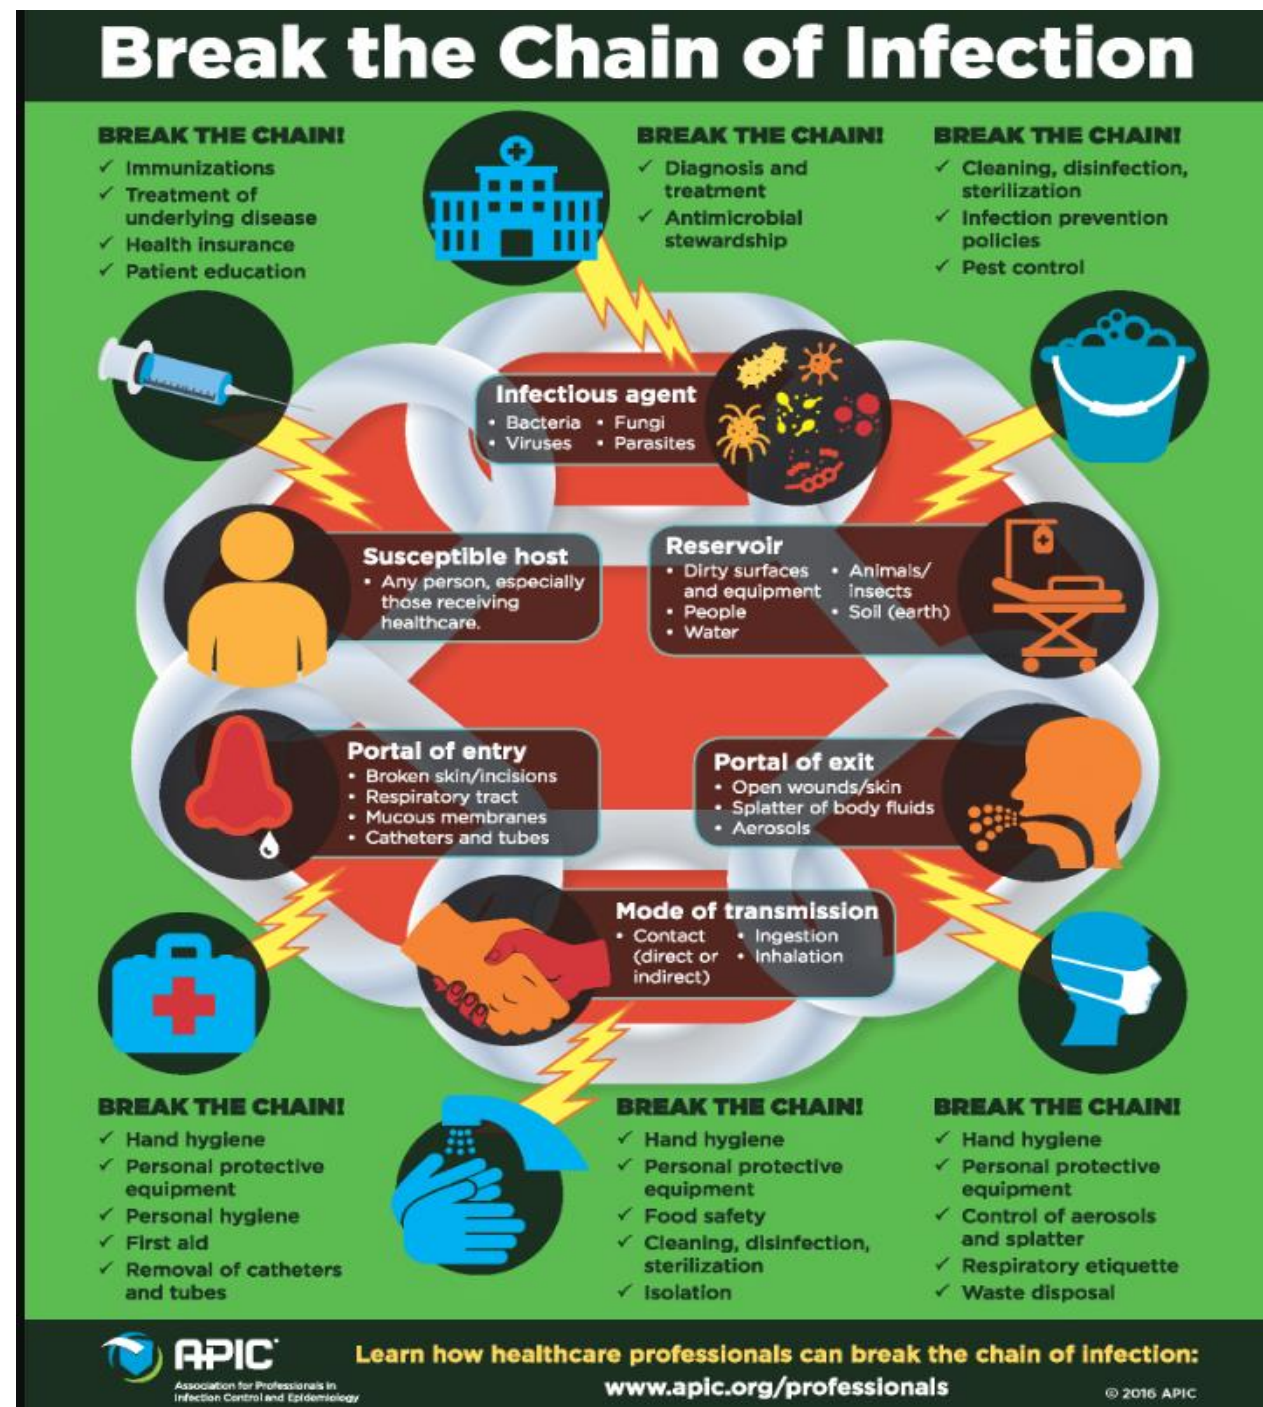 Break the Chain of Infection
BREAK THE CHAIN!
✓ Immunizations
✓ Treatment of
underlying disease
✓ Health insurance
✓ Patient education
BREAK THE CHAIN!
✓ Diagnosis and
treatment
✓ Antimicrobial
stewardship
BREAK THE CHAIN!
✓ Cleaning, disinfection,
sterilization
✓ Infection prevention
policies
✓ Pest control
Infectious agent
• Bacteria • Fungi
• Viruses • Parasites
Susceptible host
• Any person, especially
those receiving
healthcare.
Reservoir
• Dirty surfaces
and equipment
• People
• Water
• Animals/
insects
• Soil (earth)
Portal of entry
• Broken skin/incisions
• Respiratory tract
• Mucous membranes
• Catheters and tubes
Portal of exit
• Open wounds/skin
• Splatter of body fluids
• Aerosols
Mode of transmission
• Contact
(direct or
indirect)
• Ingestion
• Inhalation
BREAK THE CHAIN!
✓ Hand hygiene
✓ Personal protective
equipment
✓ Personal hygiene
✓ First aid
✓ Removal of catheters
and tubes
BREAK THE CHAIN!
✓ Hand hygiene
✓ Personal protective
equipment
✓ Food safety
✓ Cleaning, disinfection,
sterilization
✓ Isolation
BREAK THE CHAIN!
✓ Hand hygiene
✓ Personal protective
equipment
✓ Control of aerosols
and splatter
✓ Respiratory etiquette
✓ Waste disposal
APIC
Association for Professionals in
Infection Control and Epidemiology
Learn how healthcare professionals can break the chain of infection:
www.apic.org/professionals
© 2016 APIC